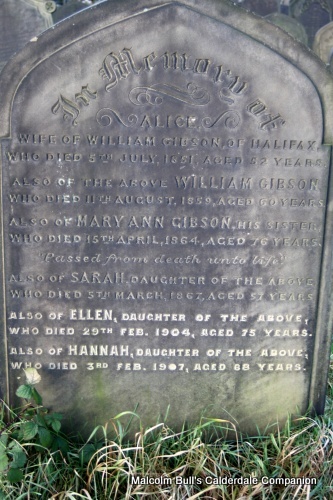 In Memory of
ALICE,
WIFE OF WILLIAM GIBSON, OF HALIFAX,
WHO DIED 5TH JULY, 1851, AGED 52 YEARS.
ALSO OF THE ABOVE WILLIAM GIBSON,
WHO DIED 11TH AUGUST, 1859, AGED 60 YEARS.
ALSO OF MARY ANN GIBSON, HIS SISTER,
WHO DIED 15TH APRIL, 1864, AGED 76 YEARS.
"Passed from death unto life"
ALSO OF SARAH, DAUGHTER OF THE ABOVE
WHO DIED 5TH MARCH, 1867, AGED 37 YEARS
ALSO OF ELLEN, DAUGHTER OF THE ABOVE,
WHO DIED 29TH FEB. 1904, AGED 75 YEARS.
ALSO OF HANNAH, DAUGHTER OF THE ABOVE,
WHO DIED 3RD FEB. 1907, AGED 68 YEARS.
Malcolm Bull's Calderdale Companion